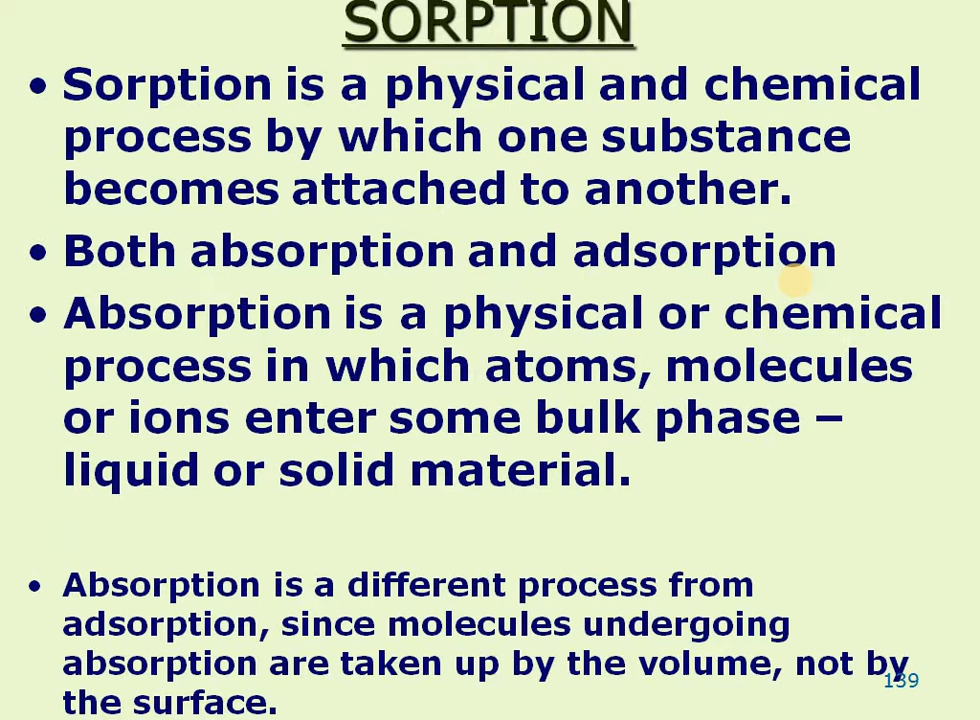 SORPTION
• Sorption is a physical and chemical
process by which one substance
becomes attached to another.
• Both absorption and adsorption
• Absorption is a physical or chemical
process in which atoms, molecules
or ions enter some bulk phase –
liquid or solid material.
• Absorption is a different process from
adsorption, since molecules undergoing
absorption are taken up by the volume, not by
the surface.
139